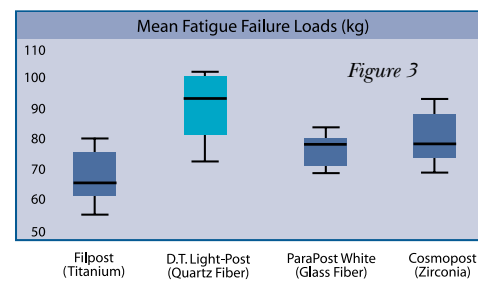 Mean Fatigue Failure Loads (kg)
Figure 3
110
100
90
80
70
60
50
Filpost
(Titanium)
D.T. Light-Post
(Quartz Fiber)
ParaPost White
(Glass Fiber)
Cosmopost
(Zirconia)